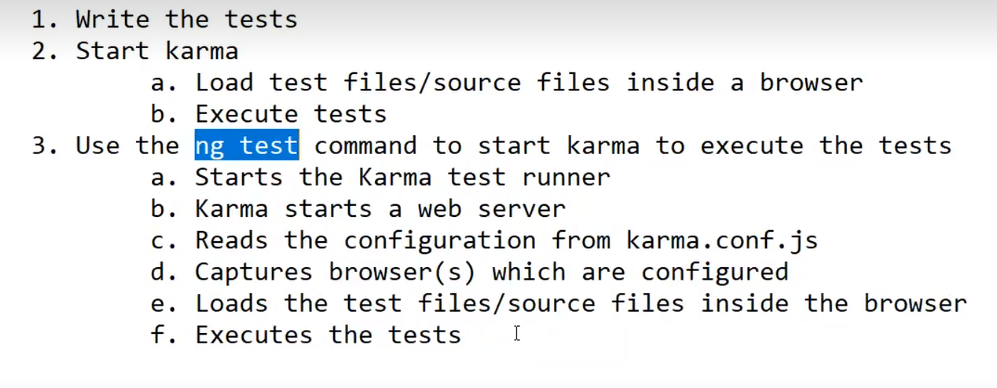 1. Write the tests
2. Start karma
a. Load test files/source files inside a browser
b. Execute tests
3. Use the ng test command to start karma to execute the tests
a. Starts the Karma test runner
b. Karma starts a web server
c. Reads the configuration from karma.conf.js
d. Captures browser(s) which are configured
e. Loads the test files/source files inside the browser
f. Executes the tests